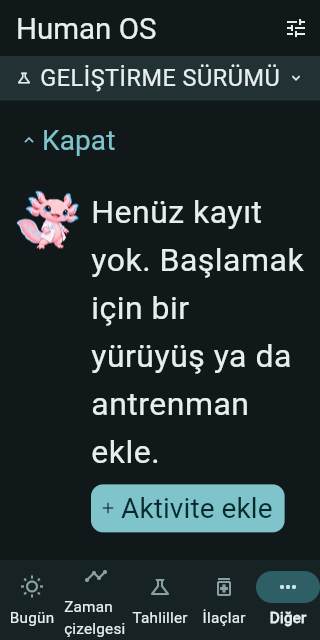 Human OS
GELİŞTİRME SÜRÜMÜ
Kapat
Henüz kayıt
yok. Başlamak
için bir
yürüyüş ya da
antrenman
ekle.
+ Aktivite ekle
Bugün
Zaman
çizelgesi
Tahliller
İlaçlar
Diğer